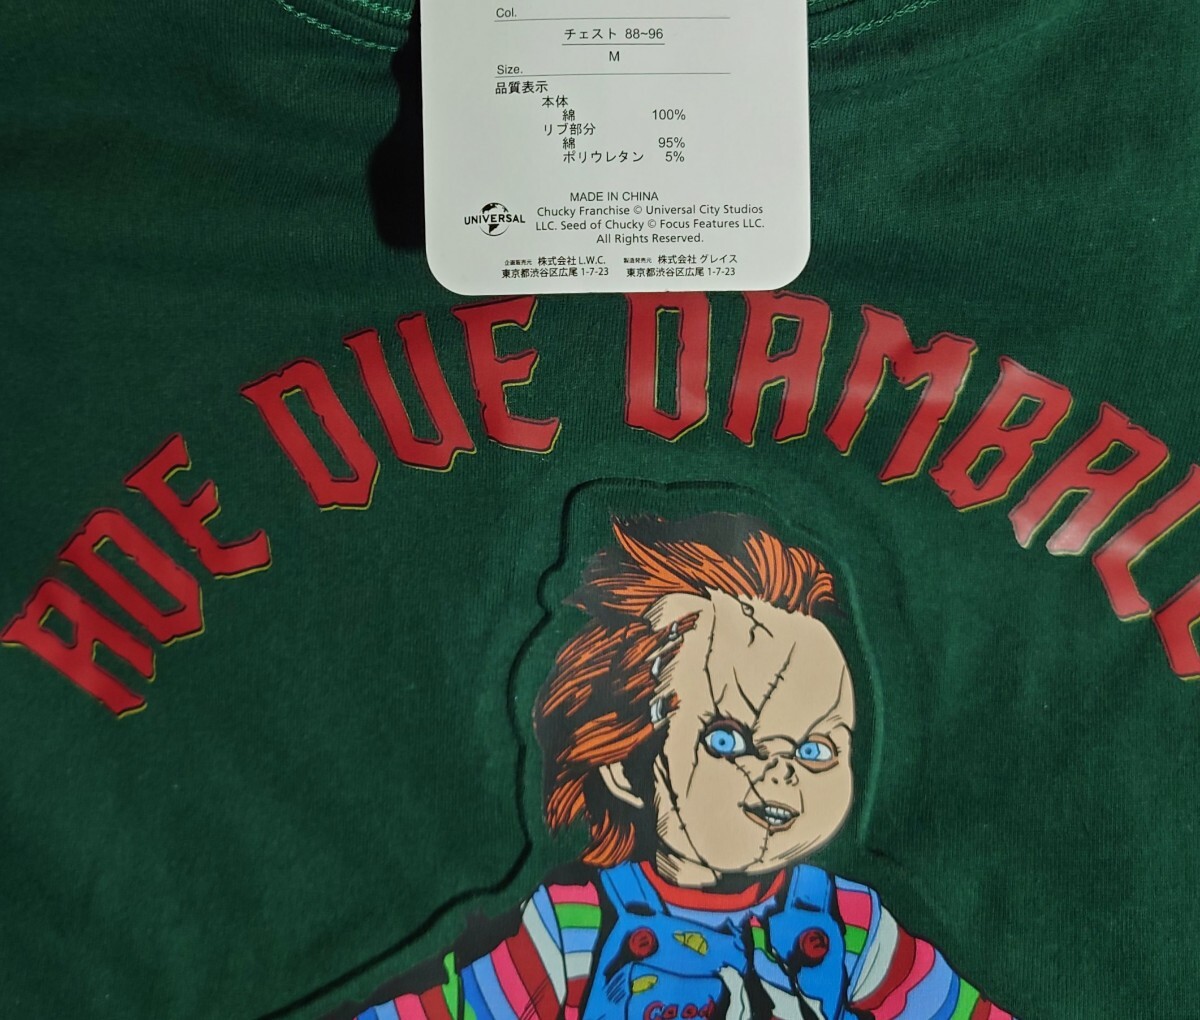 Col.
チェスト 88~96
M
Size.
品質表示
本体
綿 100%
リブ部分
綿 95%
ポリウレタン 5%
MADE IN CHINA
UNIVERSAL
Chucky Franchise © Universal City Studios
LLC. Seed of Chucky © Focus Features LLC.
All Rights Reserved.
企画販売元 株式会社 L.W.C. 製造発売元 株式会社 グレイス
東京都渋谷区広尾 1-7-23 東京都渋谷区広尾 1-7-23
ADE DUE DAMBALL
Good